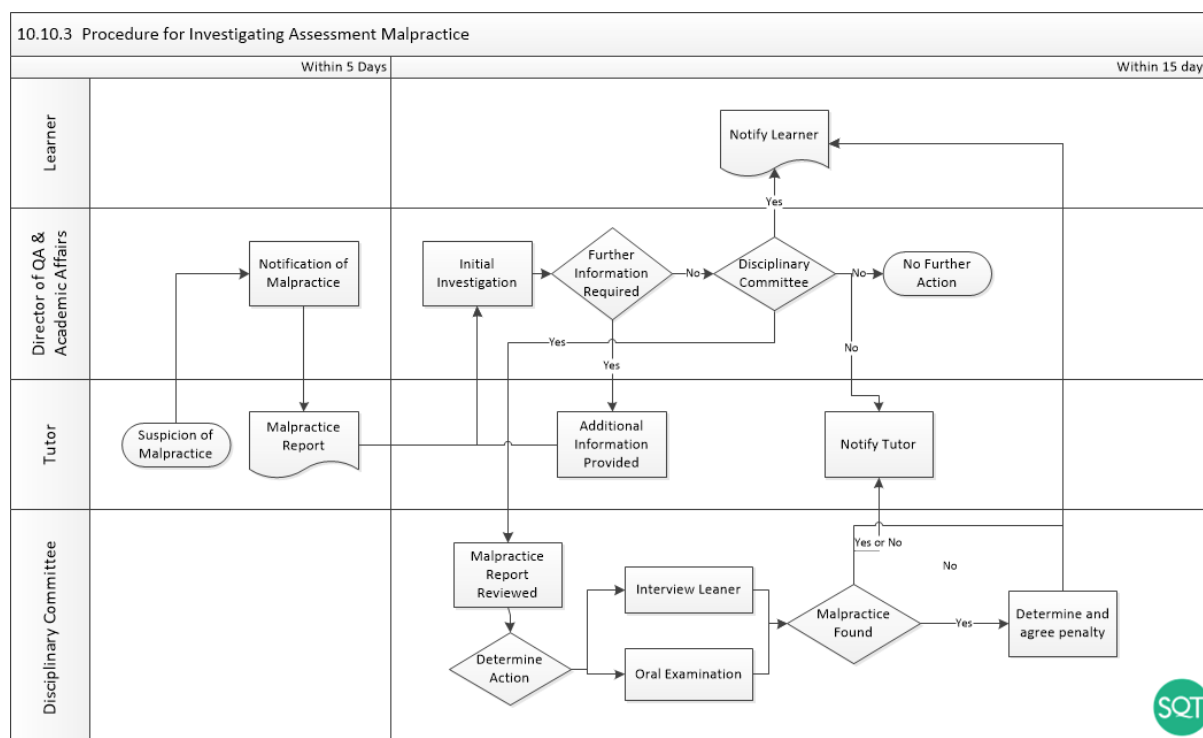 10.10.3 Procedure for Investigating Assessment Malpractice
Within 5 Days
Within 15 day
Learner
Notify Learner
Yes
Director of QA &
Academic Affairs
Notification of
Malpractice
Initial
Investigation
Further
Information
Required
No
Disciplinary
Committee
No
No Further
Action
Yes
Yes
No
Tutor
Suspicion of
Malpractice
Malpractice
Report
Additional
Information
Provided
Notify Tutor
Disciplinary Committee
Malpractice
Report
Reviewed
Determine
Action
Interview Leaner
Oral Examination
Yes or No
No
Malpractice
Found
Yes
Determine and
agree penalty
SQT